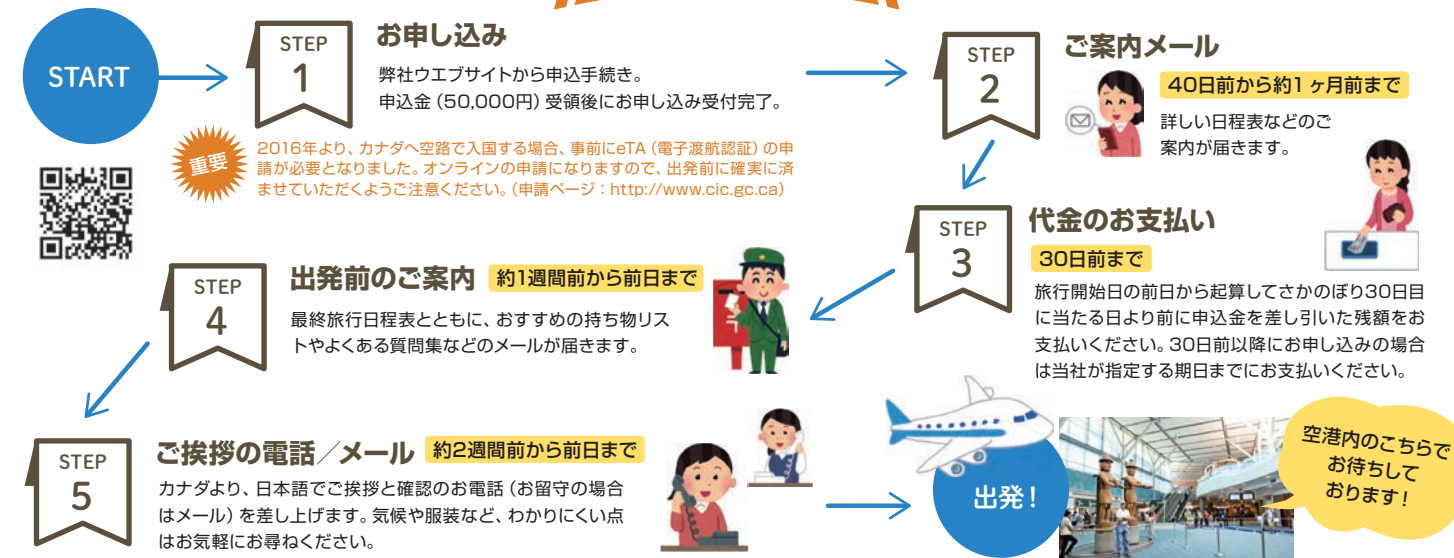 START
STEP
1
お申し込み
弊社ウエブサイトから申込手続き。
申込金（50,000円）受領後にお申し込み受付完了。
重要
2016年より、カナダへ空路で入国する場合、事前にeTA（電子渡航認証）の申
請が必要となりました。オンラインの申請になりますので、出発前に確実に済
ませていただくようご注意ください。（申請ページ：http://www.cic.gc.ca）
STEP
2
ご案内メール
40日前から約1ヶ月前まで
詳しい日程表などのご
案内が届きます。
STEP
3
代金のお支払い
30日前まで
旅行開始日の前日から起算してさかのぼり30日目
に当たる日より前に申込金を差し引いた残額をお
支払いください。30日前以降にお申し込みの場合
は当社が指定する期日までにお支払いください。
STEP
4
出発前のご案内
約1週間前から前日まで
最終旅行日程表とともに、おすすめの持ち物リス
トやよくある質問集などのメールが届きます。
STEP
5
ご挨拶の電話／メール
約2週間前から前日まで
カナダより、日本語でご挨拶と確認のお電話（お留守の場合
はメール）を差し上げます。気候や服装など、わかりにくい点
はお気軽にお尋ねください。
出発！
空港内のこちらで
お待ちして
おります！